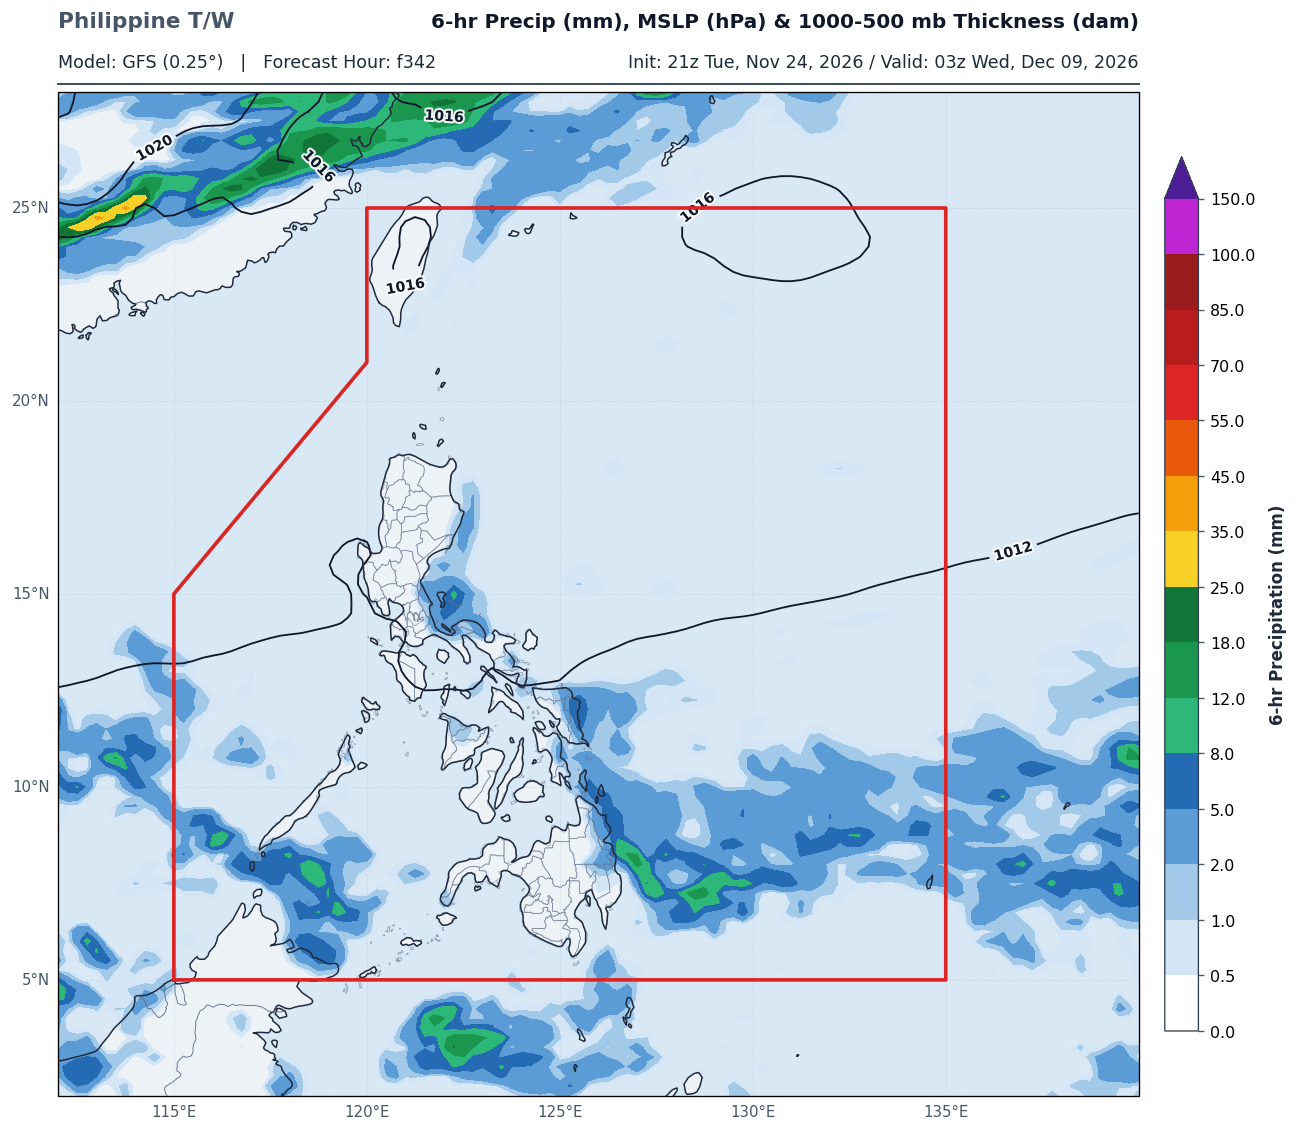 Philippine T/W
6-hr Precip (mm), MSLP (hPa) & 1000-500 mb Thickness (dam)
Model: GFS (0.25°) | Forecast Hour: f342
Init: 21z Tue, Nov 24, 2026 / Valid: 03z Wed, Dec 09, 2026
1020
1016
1016
1016
1016
1012
25°N
20°N
15°N
10°N
5°N
115°E
120°E
125°E
130°E
135°E
150.0
100.0
85.0
70.0
55.0
45.0
35.0
25.0
18.0
12.0
8.0
5.0
2.0
1.0
0.5
0.0
6-hr Precipitation (mm)